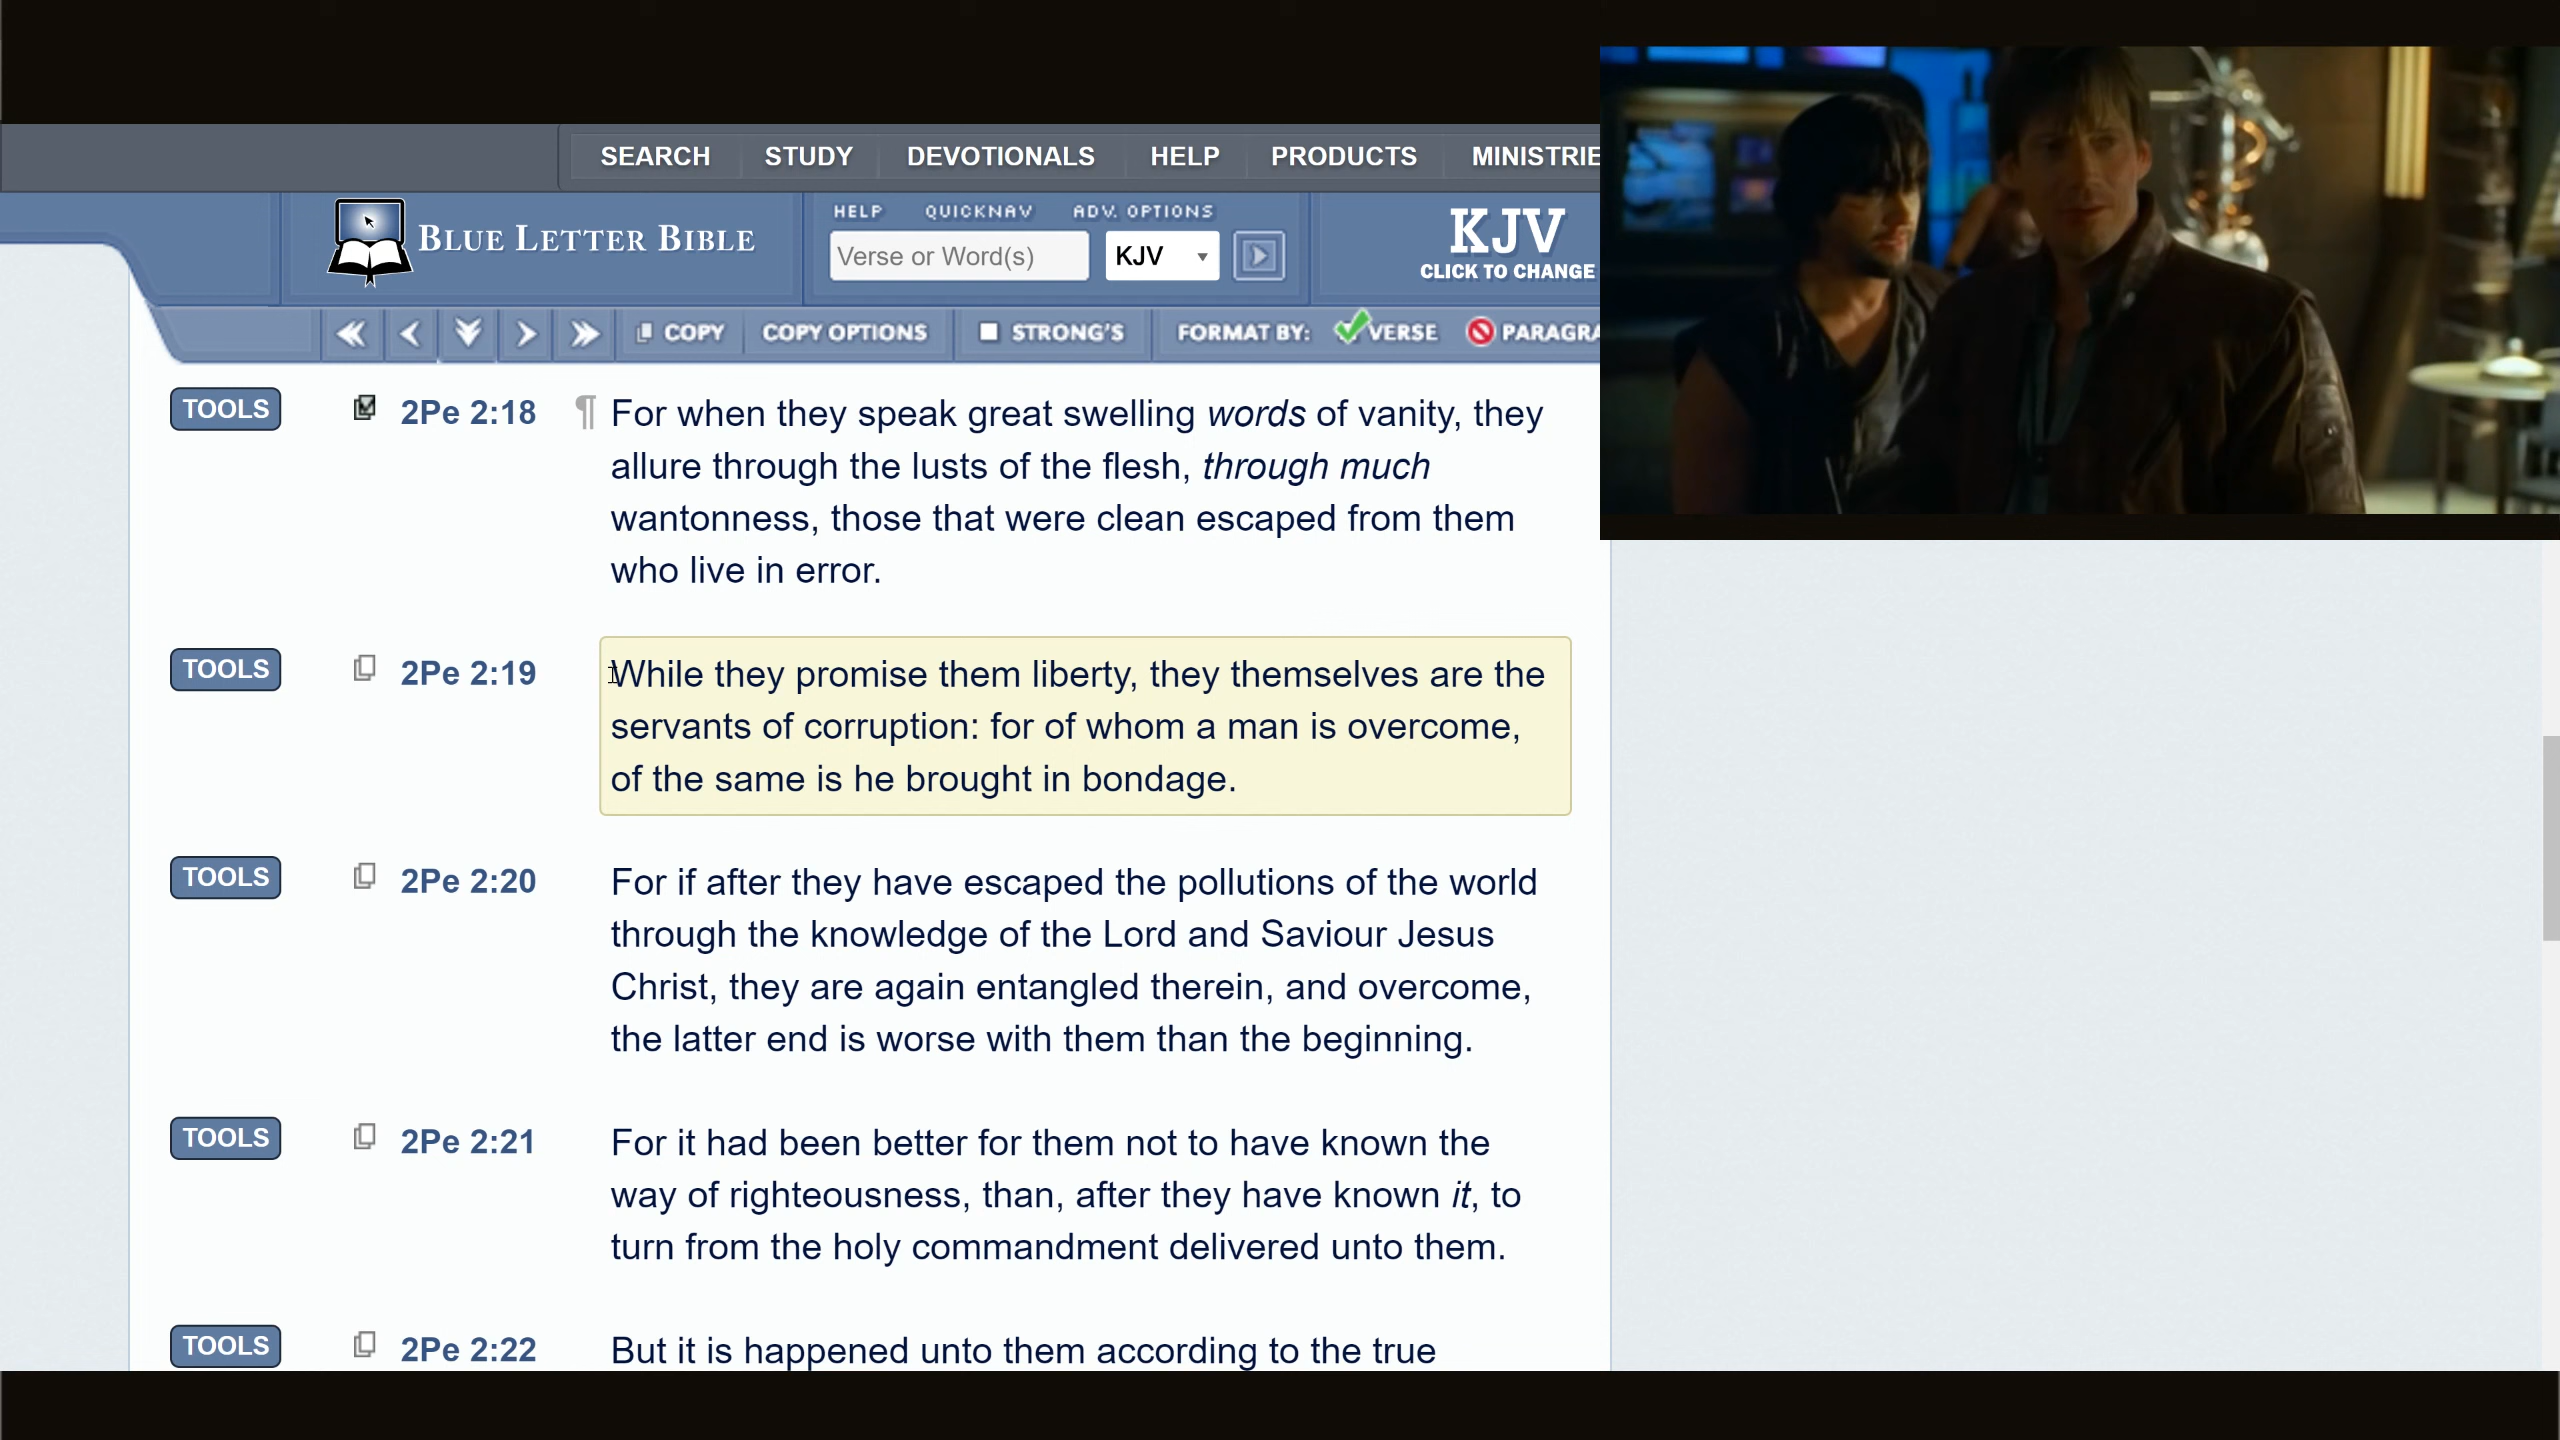 SEARCH STUDY DEVOTIONALS HELP PRODUCTS MINISTRIE
BLUE LETTER BIBLE
HELP QUICKNAV ADV. OPTIONS
Verse or Word(s) KJV
KJV
CLICK TO CHANGE
COPY COPY OPTIONS STRONG'S FORMAT BY: VERSE PARAGRA
TOOLS 2Pe 2:18 ¶ For when they speak great swelling words of vanity, they
allure through the lusts of the flesh, through much
wantonness, those that were clean escaped from them
who live in error.
TOOLS 2Pe 2:19 While they promise them liberty, they themselves are the
servants of corruption: for of whom a man is overcome,
of the same is he brought in bondage.
TOOLS 2Pe 2:20 For if after they have escaped the pollutions of the world
through the knowledge of the Lord and Saviour Jesus
Christ, they are again entangled therein, and overcome,
the latter end is worse with them than the beginning.
TOOLS 2Pe 2:21 For it had been better for them not to have known the
way of righteousness, than, after they have known it, to
turn from the holy commandment delivered unto them.
TOOLS 2Pe 2:22 But it is happened unto them according to the true